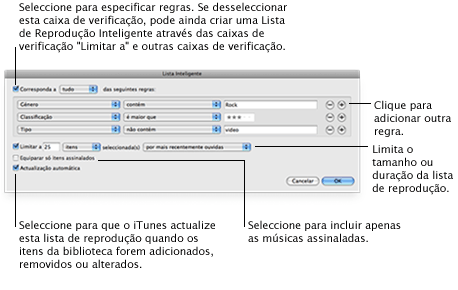 Seleccione para especificar regras. Se desseleccionar
esta caixa de verificação, pode ainda criar uma Lista
de Reprodução Inteligente através das caixas de
verificação "Limitar a" e outras caixas de verificação.
Lista Inteligente
Corresponda a tudo das seguintes regras:
Género contém Rock
Classificação é maior que ★★★
Tipo não contém video
Limitar a 25 itens seleccionada(s) por mais recentemente ouvidas
Equiparar só itens assinalados
Actualização automática
Cancelar OK
Clique para
adicionar outra
regra.
Limita o
tamanho ou
duração da lista
de reprodução.
Seleccione para que o iTunes actualize
esta lista de reprodução quando os
itens da biblioteca forem adicionados,
removidos ou alterados.
Seleccione para incluir apenas
as músicas assinaladas.